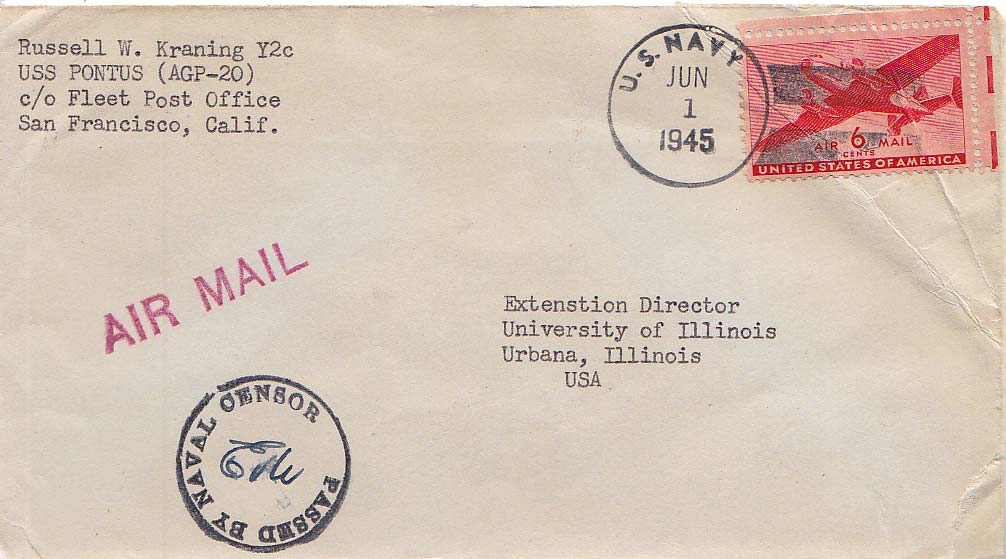 Russell W. Kraning Y2c
USS PONTUS (AGP-20)
c/o Fleet Post Office
San Francisco, Calif.
U.S. NAVY
JUN
1
1945
AIR 6 MAIL
CENTS
UNITED STATES OF AMERICA
AIR MAIL
Extenstion Director
University of Illinois
Urbana, Illinois
USA
PASSED BY NAVAL CENSOR